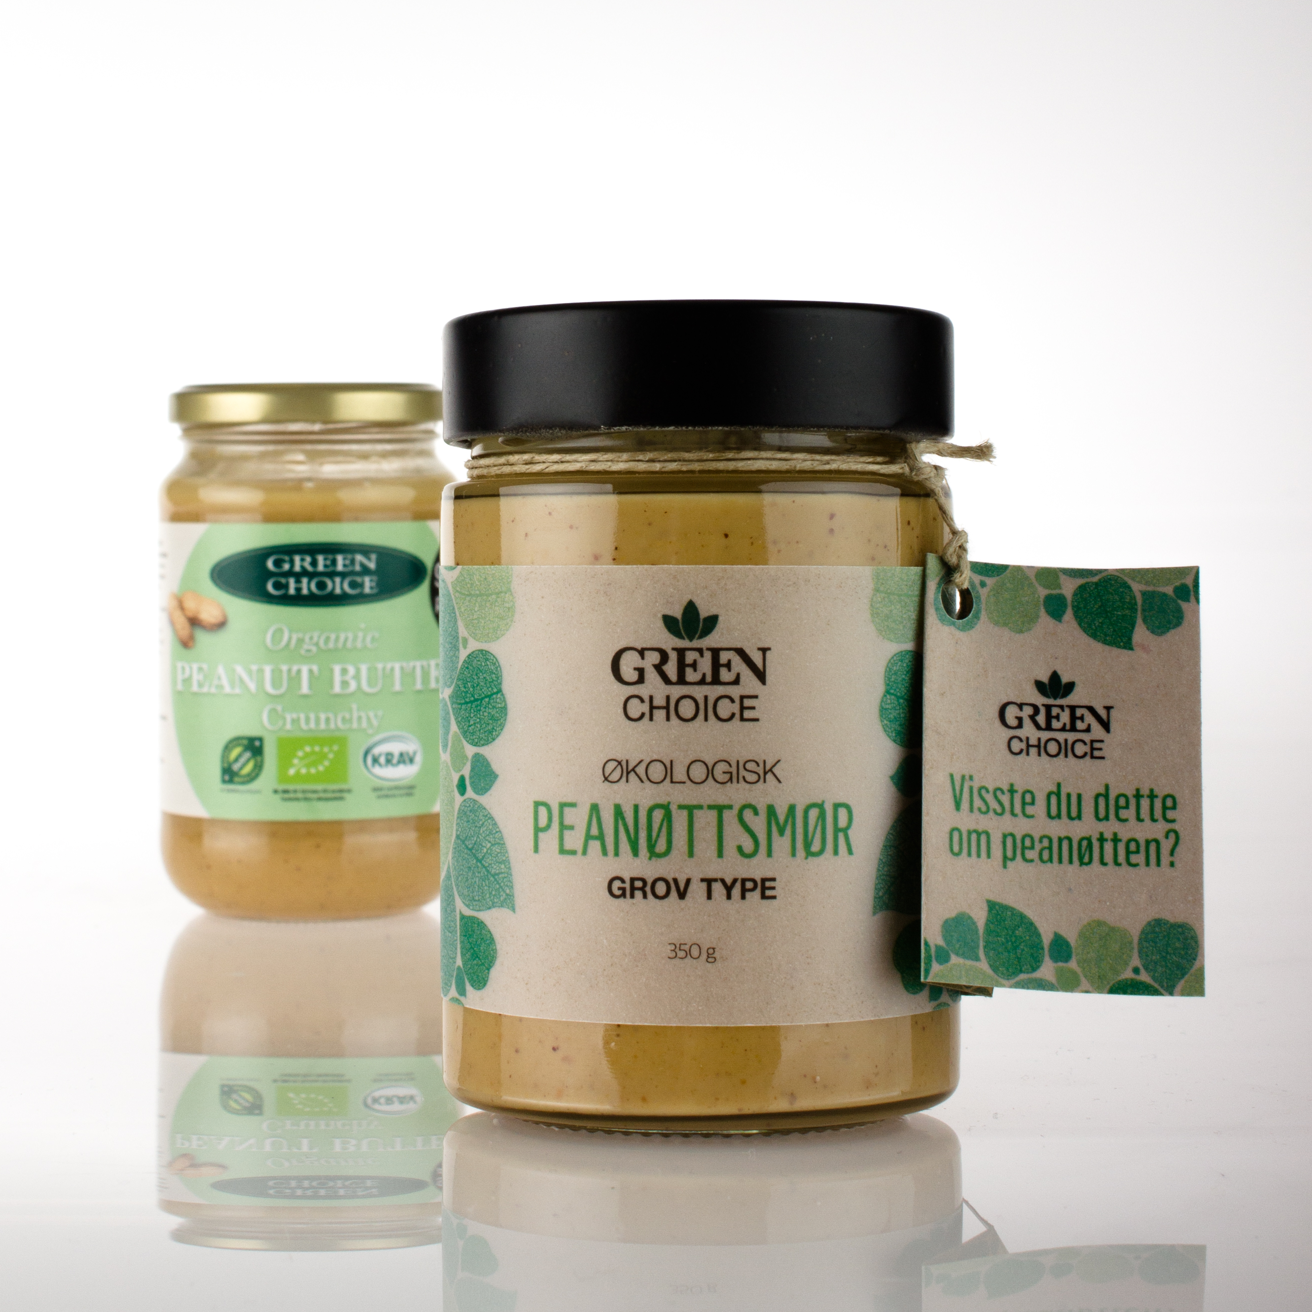 GREEN
CHOICE
Organic
PEANUT BUTTE
Crunchy
KRAV
GREEN
CHOICE
ØKOLOGISK
PEANØTTSMØR
GROV TYPE
350 g
GREEN
CHOICE
Visste du dette
om peanøtten?